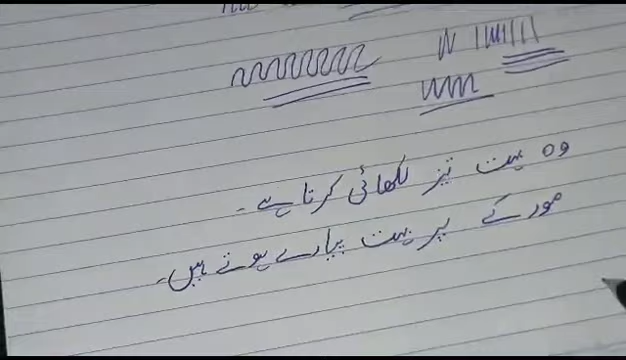 وہ بہت تیز لکھائی کرتا ہے۔
مور کے پر بہت پیارے ہوتے ہیں۔